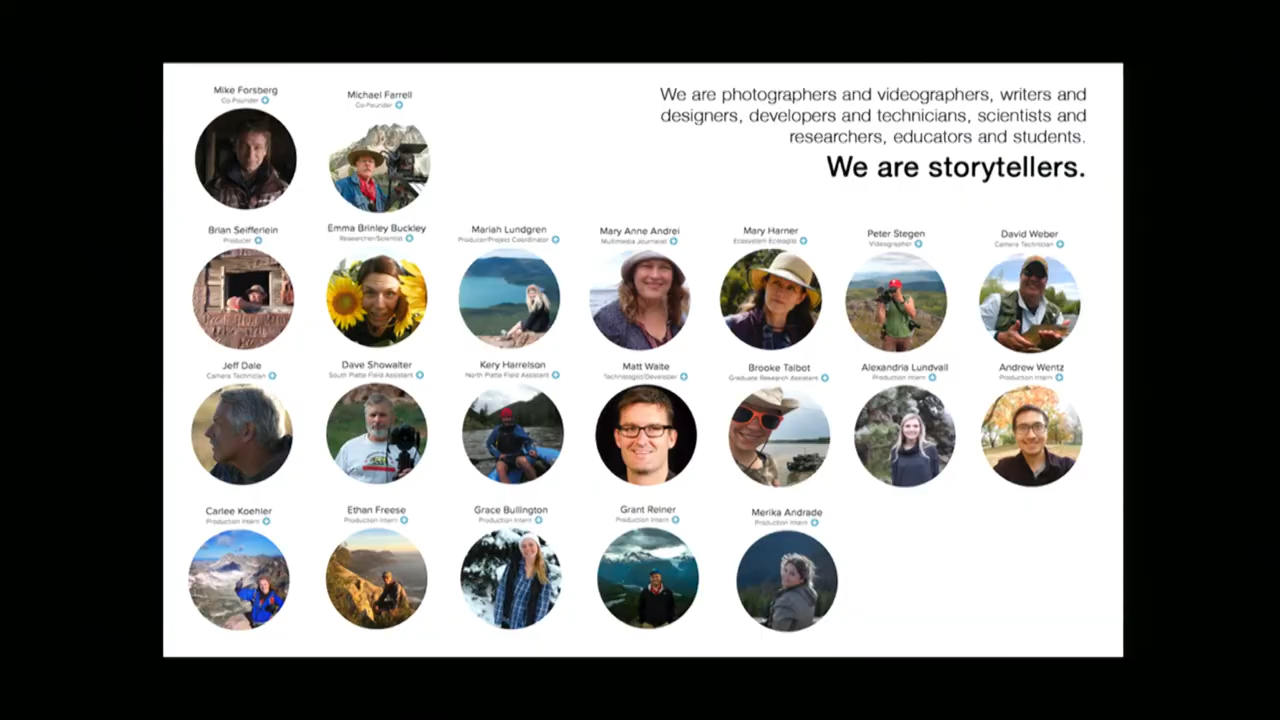 Mike Forsberg
Co-Founder
Michael Farrell
Co-Founder
We are photographers and videographers, writers and
designers, developers and technicians, scientists and
researchers, educators and students.
We are storytellers.
Brian Seifferlein
Producer
Emma Brinley Buckley
Researcher/Scientist
Mariah Lundgren
Producer/Project Coordinator
Mary Anne Andrei
Multimedia Journalist
Mary Harner
Ecosystem Ecologist
Peter Stegen
Videographer
David Weber
Camera Technician
Jeff Dale
Camera Technician
Dave Showalter
South Platte Field Assistant
Kery Harrelson
North Platte Field Assistant
Matt Waite
Technologist/Developer
Brooke Talbot
Graduate Research Assistant
Alexandria Lundvall
Production Intern
Andrew Wentz
Production Intern
Carlee Koehler
Production Intern
Ethan Freese
Production Intern
Grace Bullington
Production Intern
Grant Reiner
Production Intern
Merika Andrade
Production Intern